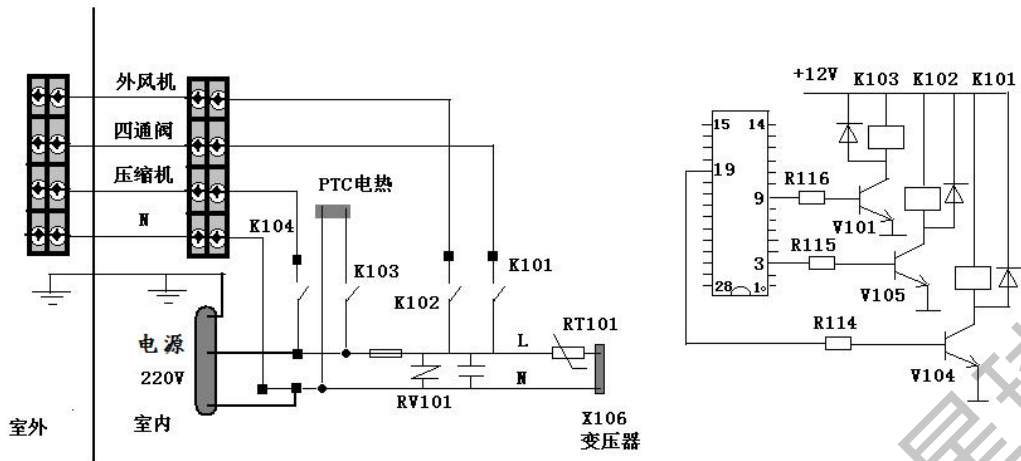 外风机
四通阀
压缩机
N
K104
PTC电热
K103
K102
K101
RT101
L
N
RV101
X106
变压器
电源
220V
室外
室内
+12V
K103
K102
K101
15
14
19
9
3
28
1
R116
V101
R115
V105
R114
V104